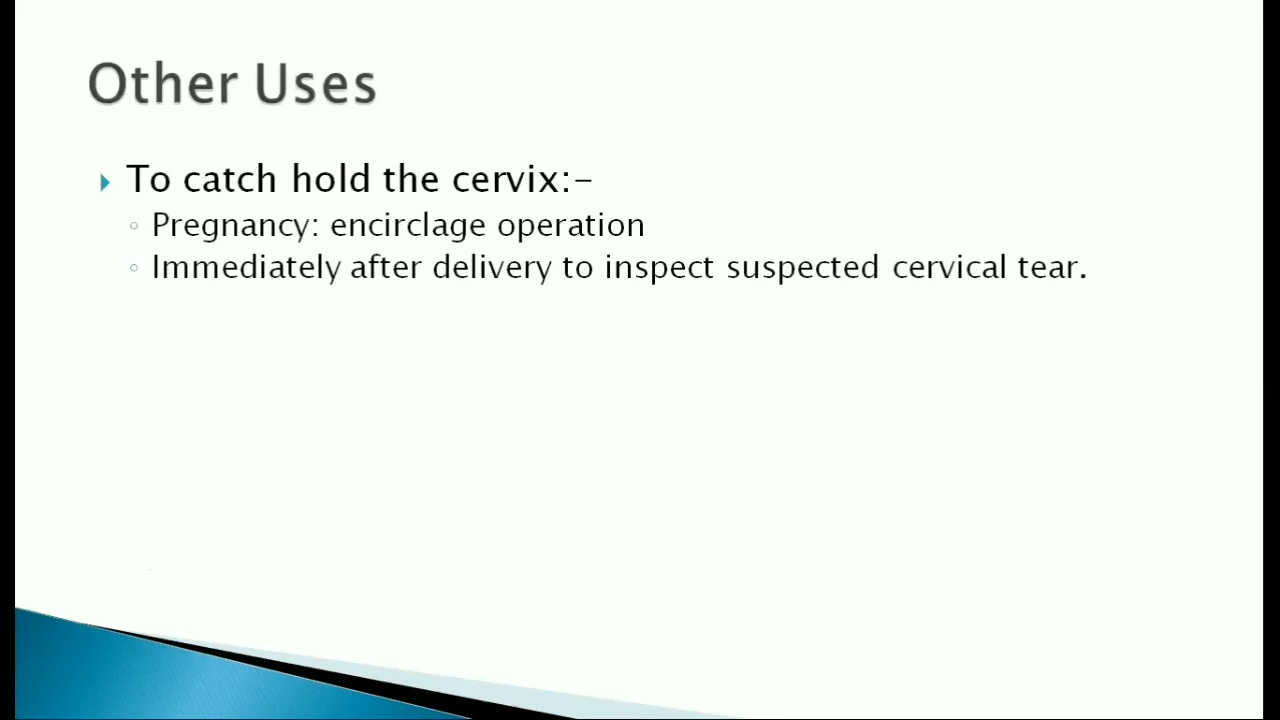 Other Uses
To catch hold the cervix:-
Pregnancy: encirclage operation
Immediately after delivery to inspect suspected cervical tear.